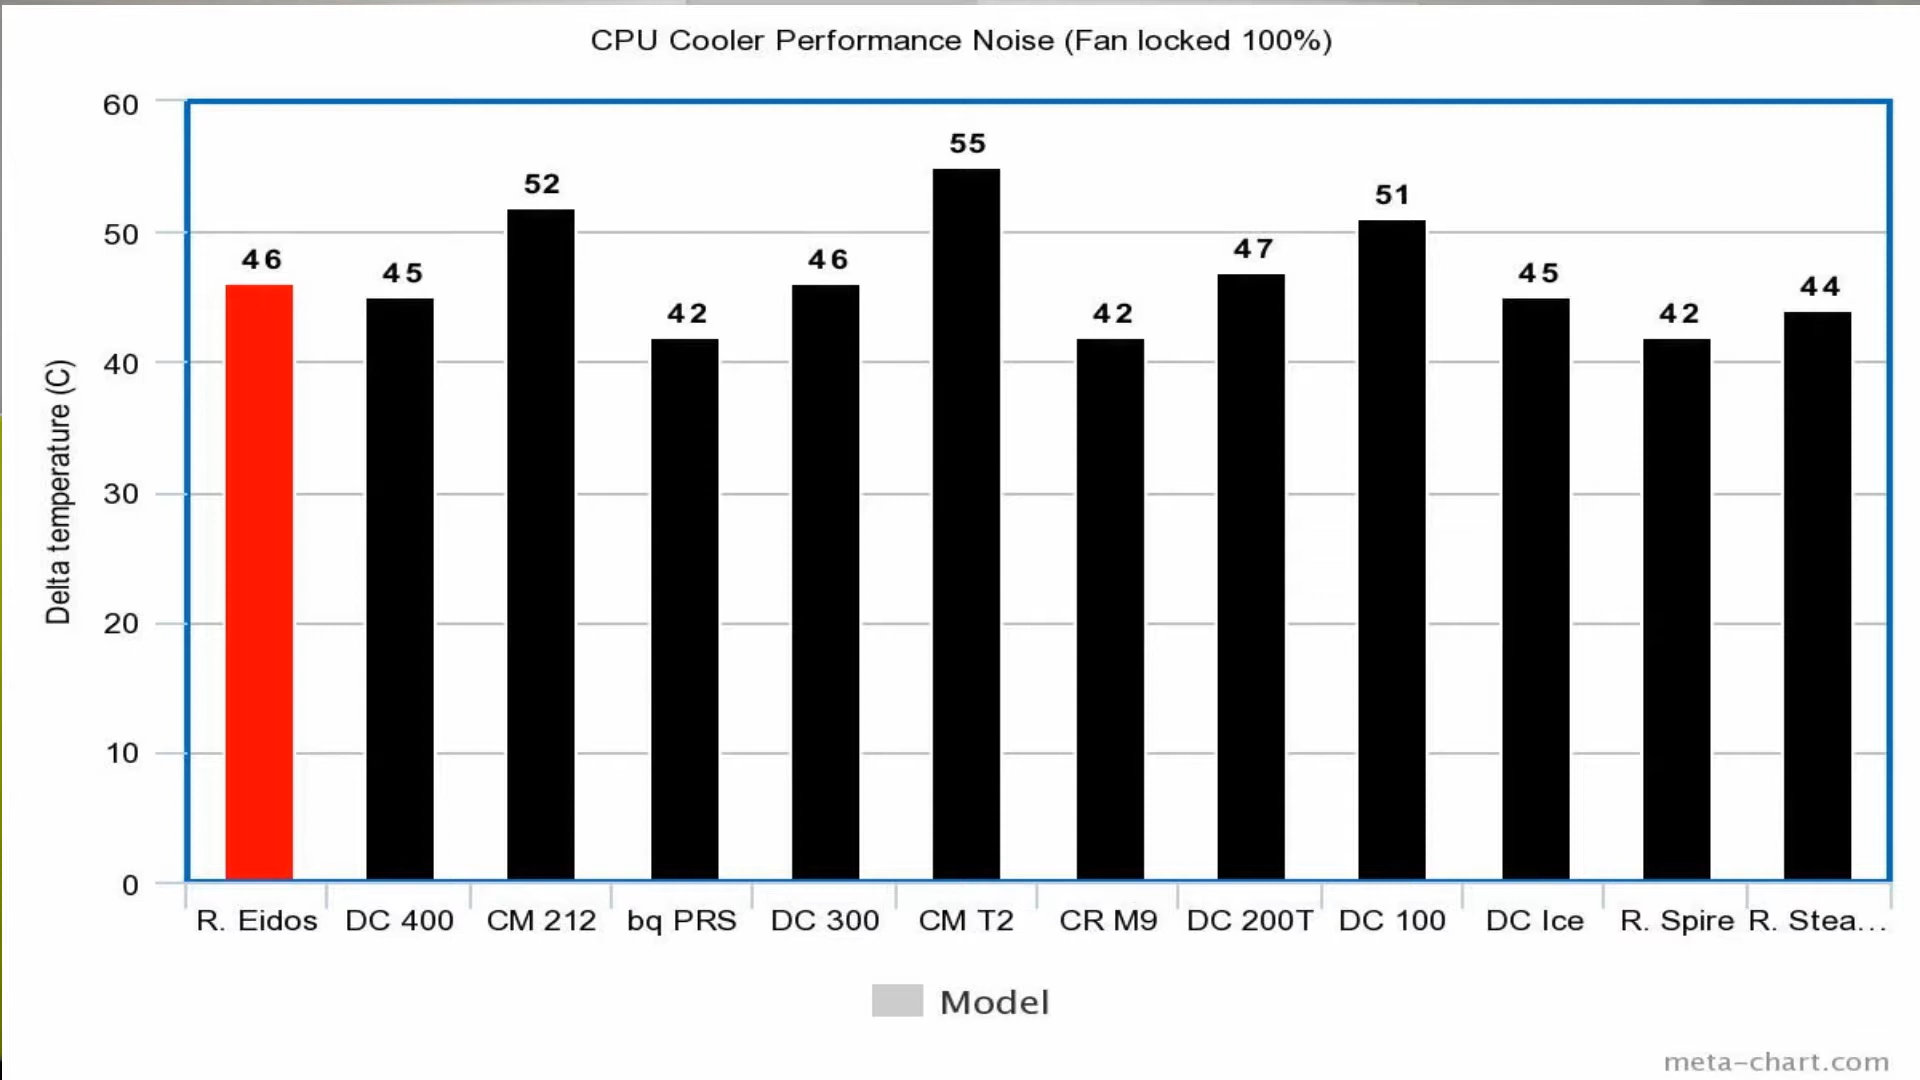 CPU Cooler Performance Noise (Fan locked 100%)
60
50
40
30
20
10
0
Delta temperature (C)
46
45
52
42
46
55
42
47
51
45
42
44
R. Eidos
DC 400
CM 212
bq PRS
DC 300
CM T2
CR M9
DC 200T
DC 100
DC Ice
R. Spire
R. Stea...
Model
meta-chart.com